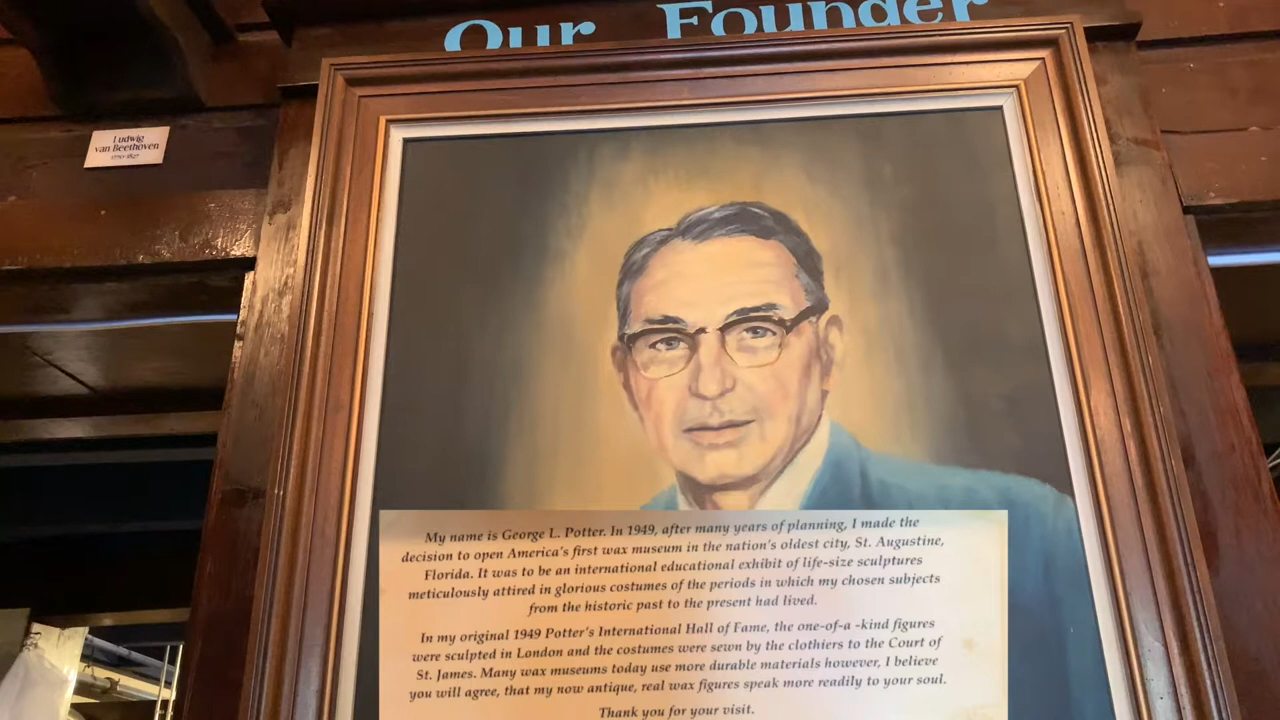 Our Founder
Ludwig
van Beethoven
1770-1827
My name is George L. Potter. In 1949, after many years of planning, I made the
decision to open America's first wax museum in the nation's oldest city, St. Augustine,
Florida. It was to be an international educational exhibit of life-size sculptures
meticulously attired in glorious costumes of the periods in which my chosen subjects
from the historic past to the present had lived.
In my original 1949 Potter's International Hall of Fame, the one-of-a -kind figures
were sculpted in London and the costumes were sewn by the clothiers to the Court of
St. James. Many wax museums today use more durable materials however, I believe
you will agree, that my now antique, real wax figures speak more readily to your soul.
Thank you for your visit.